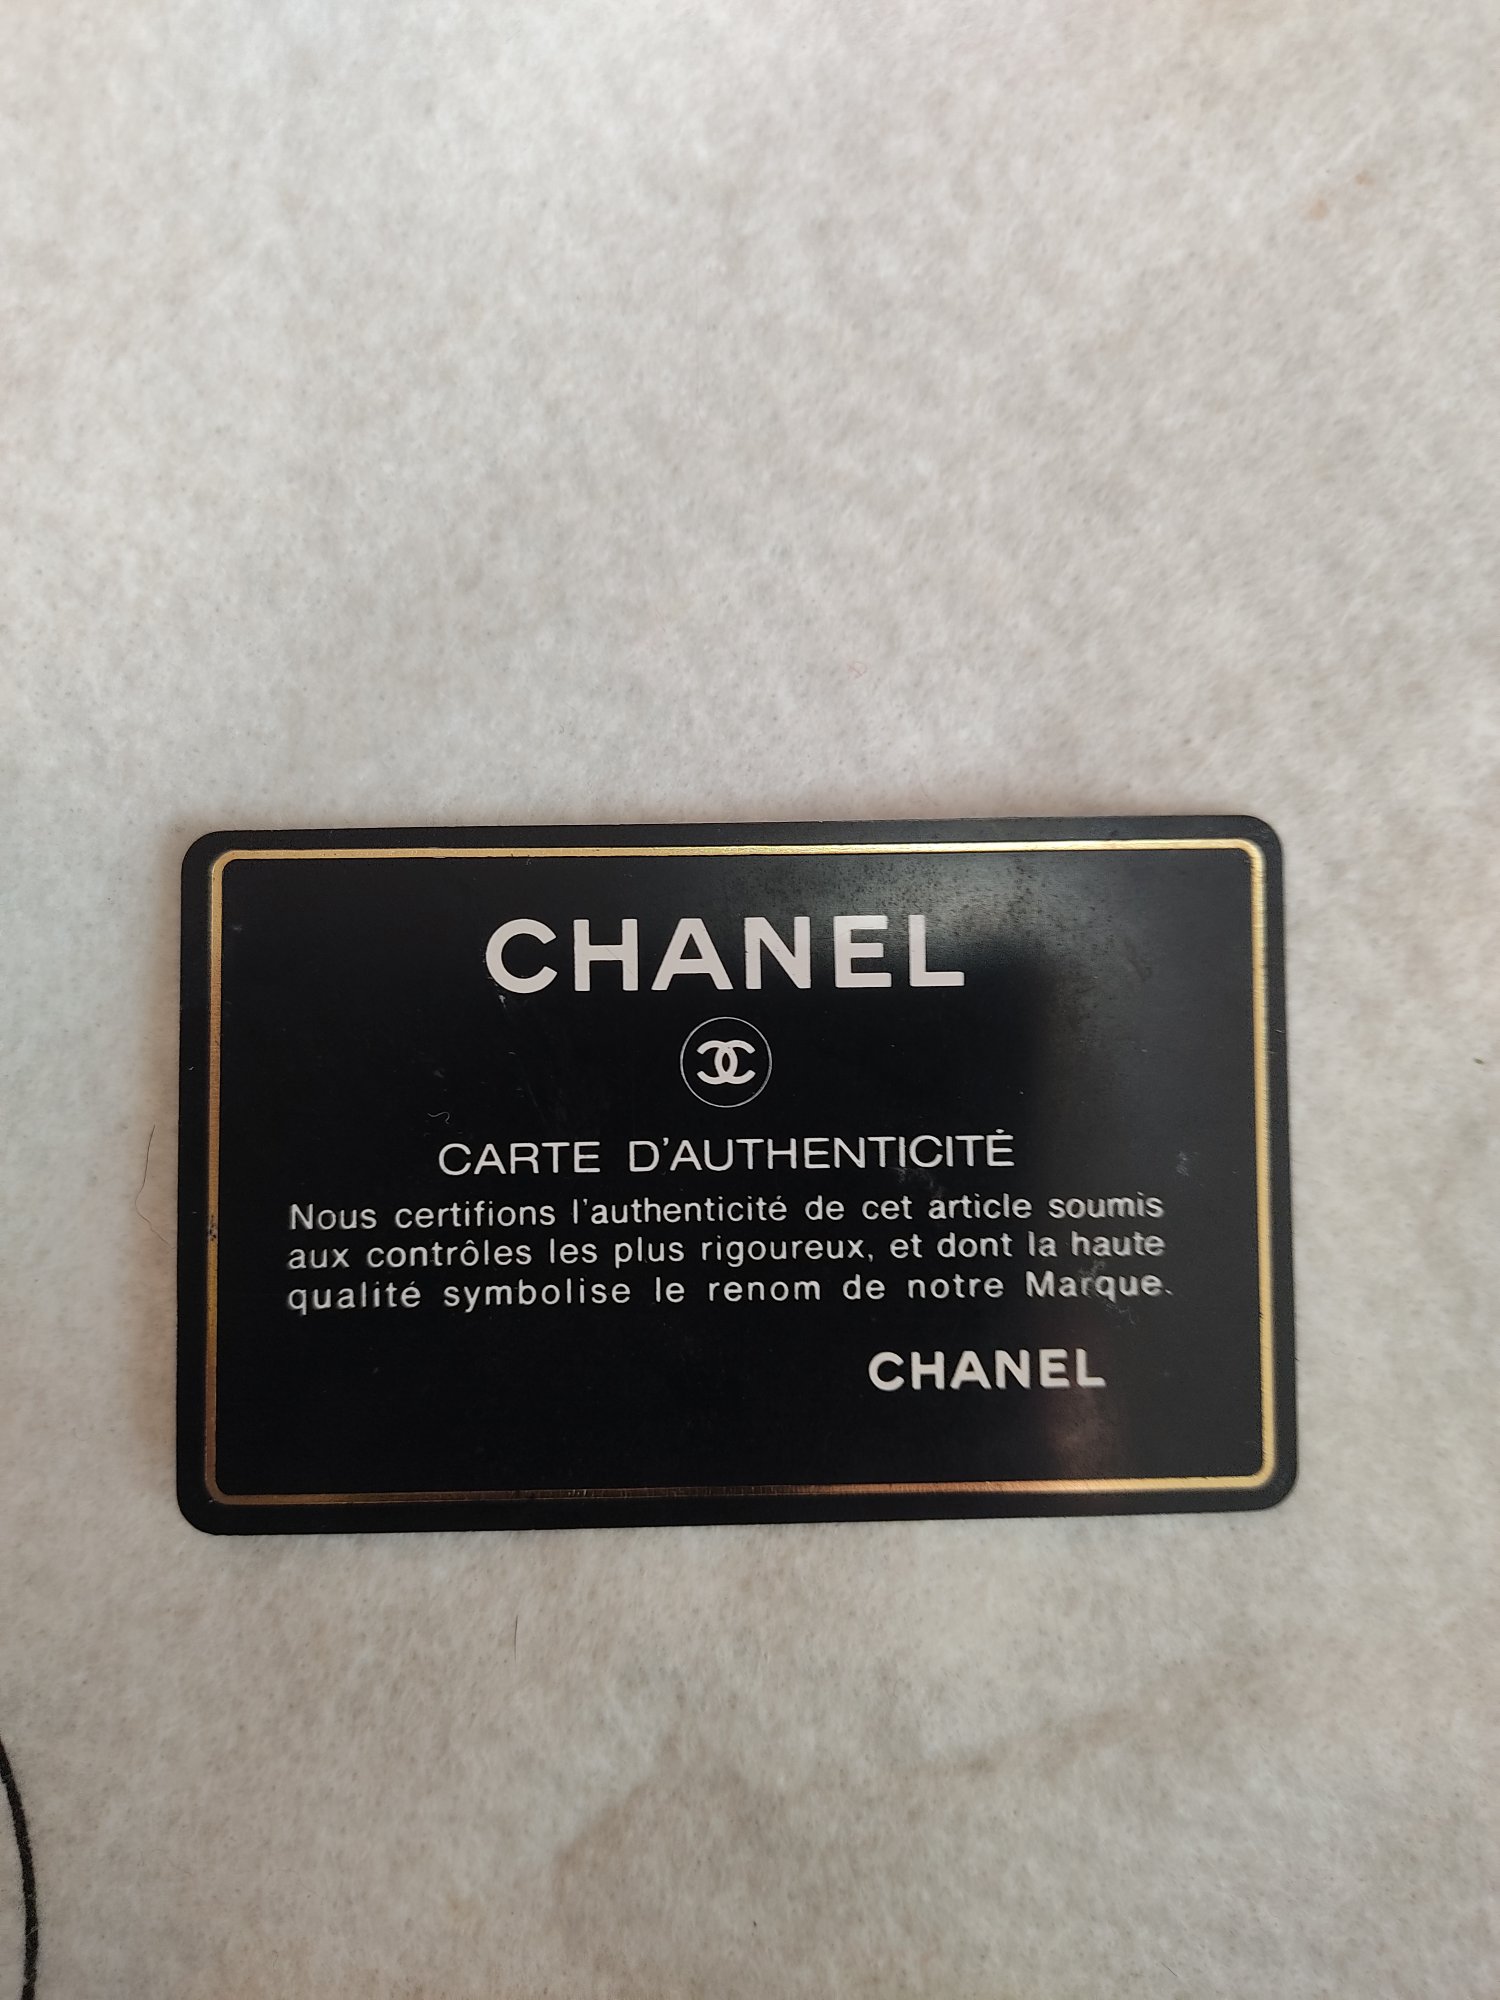 CHANEL
CARTE D'AUTHENTICITÉ
Nous certifions l'authenticité de cet article soumis
aux contrôles les plus rigoureux, et dont la haute
qualité symbolise le renom de notre Marque.
CHANEL